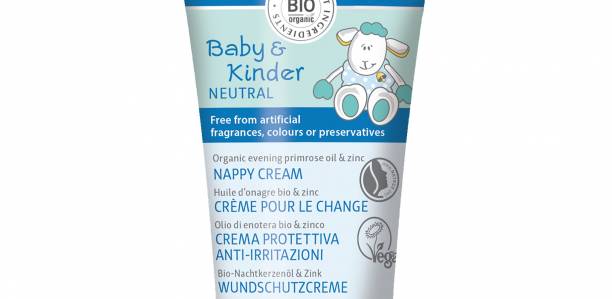 BIO
organic
INGREDIENTS
Baby &
Kinder
NEUTRAL
Free from artificial
fragrances, colours or preservatives
Organic evening primrose oil & zinc
NAPPY CREAM
Huile d'onagre bio & zinc
CRÈME POUR LE CHANGE
Olio di enotera bio & zinco
CREMA PROTETTIVA
ANTI-IRRITAZIONI
Bio-Nachtkerzenöl & Zink
WUNDSCHUTZCREME